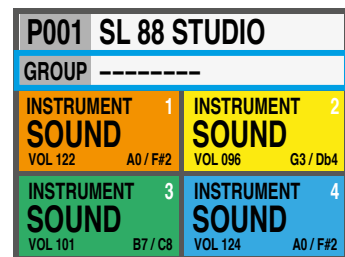 P001 SL 88 STUDIO
GROUP --------
INSTRUMENT 1
SOUND
VOL 122 A0 / F#2
INSTRUMENT 2
SOUND
VOL 096 G3 / Db4
INSTRUMENT 3
SOUND
VOL 101 B7 / C8
INSTRUMENT 4
SOUND
VOL 124 A0 / F#2